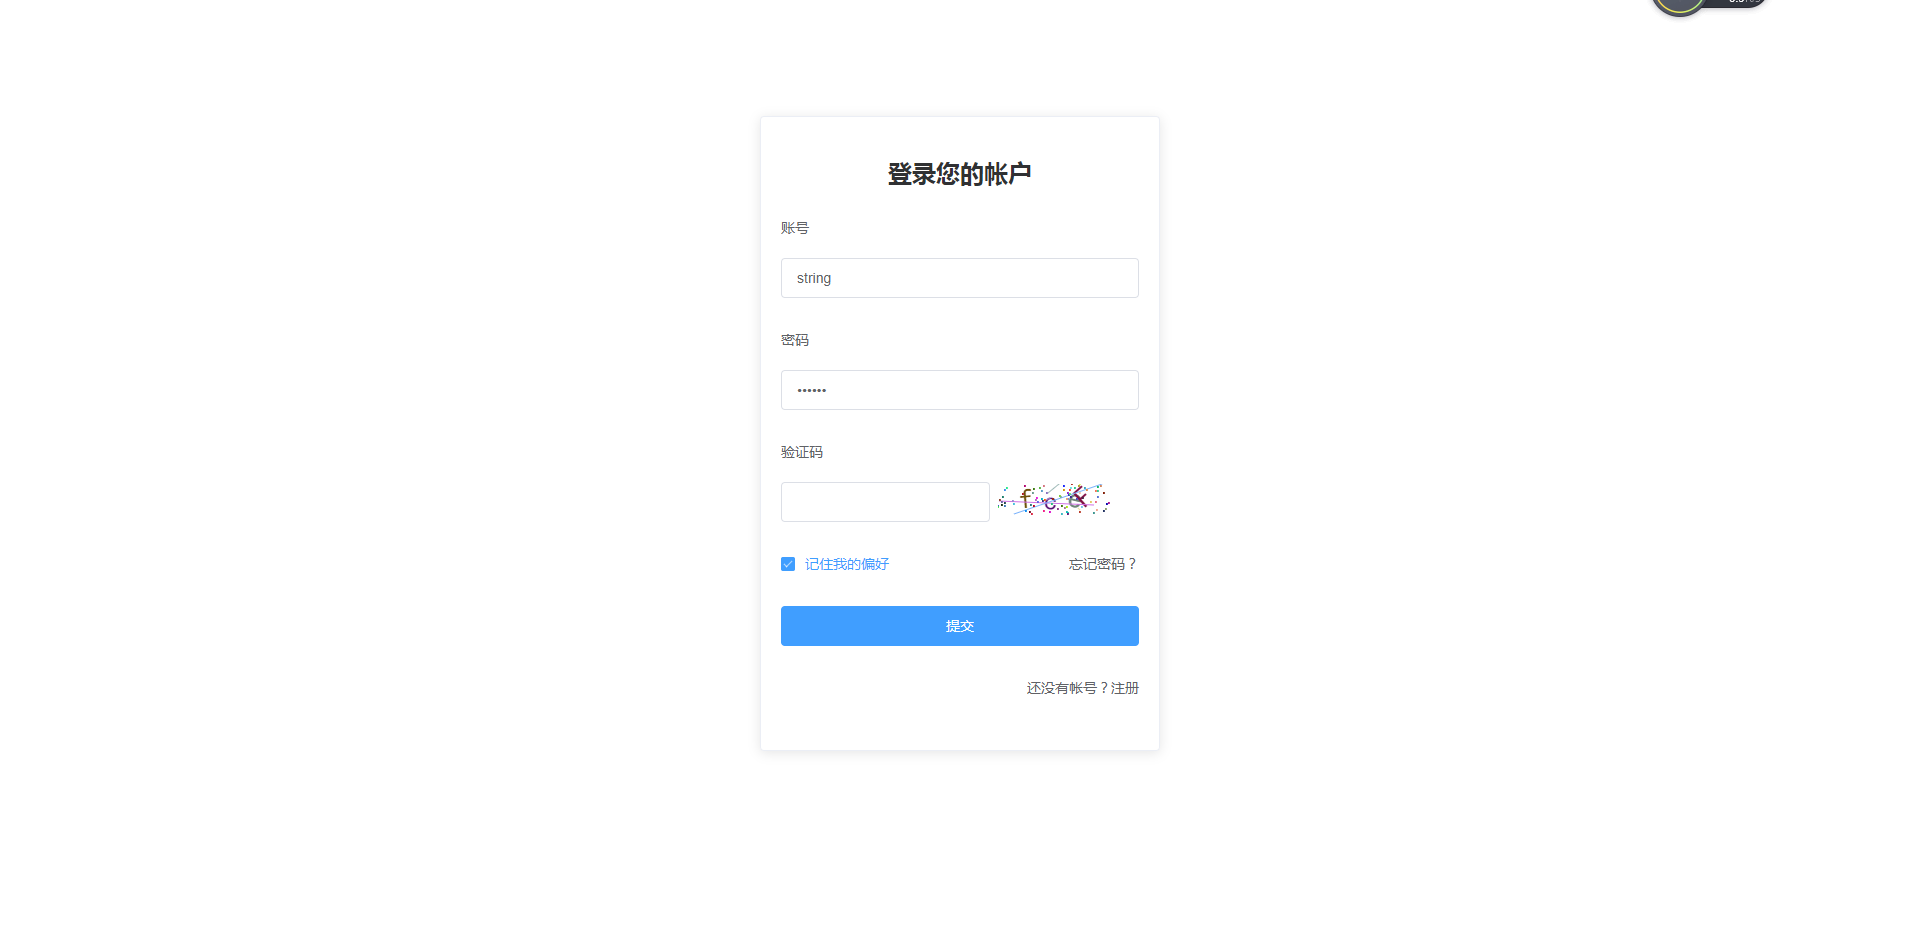 登录您的帐户
账号
string
密码
••••••
验证码
记住我的偏好
忘记密码？
提交
还没有帐号？注册